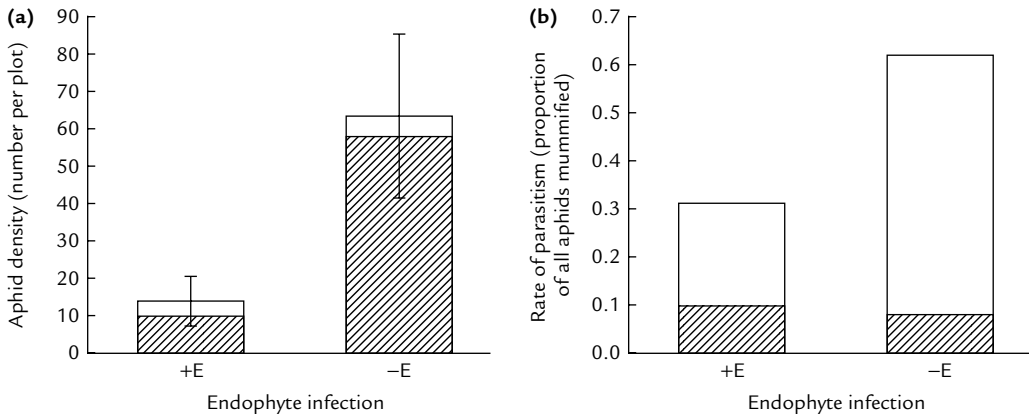 (a)
Aphid density (number per plot)
90
80
70
60
50
40
30
20
10
0
+E
−E
Endophyte infection
(b)
Rate of parasitism (proportion
of all aphids mummified)
0.7
0.6
0.5
0.4
0.3
0.2
0.1
0.0
+E
−E
Endophyte infection